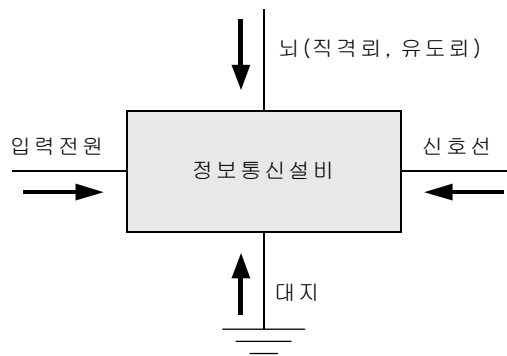 뇌(직격뢰, 유도뢰)
입력전원
신호선
정보통신설비
대지